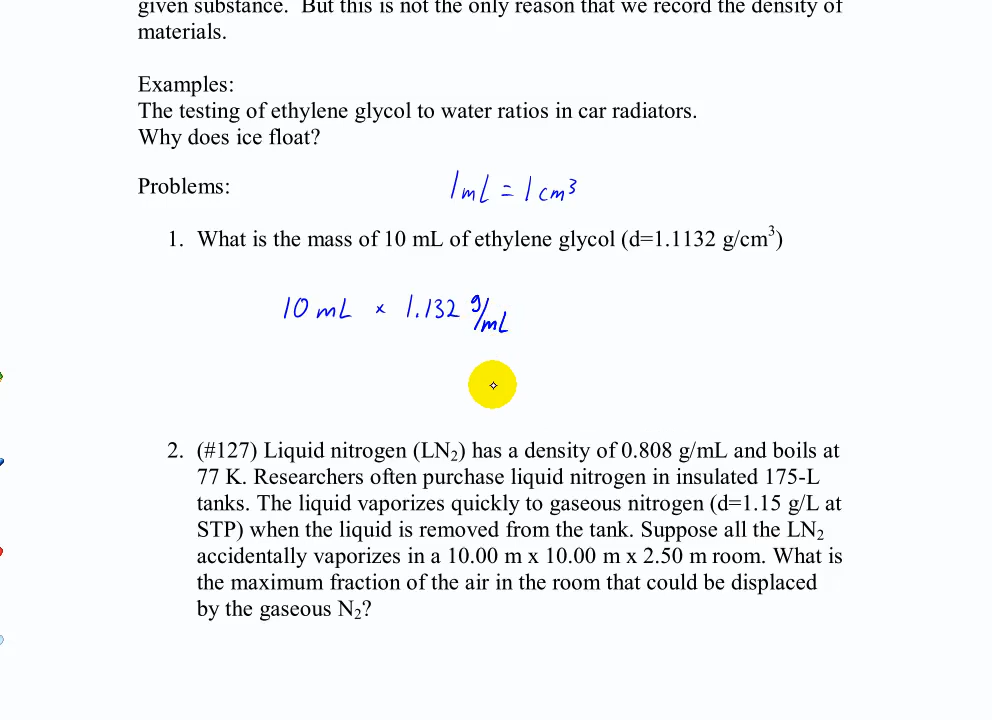 given substance. But this is not the only reason that we record the density of
materials.
Examples:
The testing of ethylene glycol to water ratios in car radiators.
Why does ice float?
Problems:
1mL = 1 cm³
1. What is the mass of 10 mL of ethylene glycol (d=1.1132 g/cm³)
10 mL × 1.132 g/mL
2. (#127) Liquid nitrogen (LN₂) has a density of 0.808 g/mL and boils at
77 K. Researchers often purchase liquid nitrogen in insulated 175-L
tanks. The liquid vaporizes quickly to gaseous nitrogen (d=1.15 g/L at
STP) when the liquid is removed from the tank. Suppose all the LN₂
accidentally vaporizes in a 10.00 m x 10.00 m x 2.50 m room. What is
the maximum fraction of the air in the room that could be displaced
by the gaseous N₂?